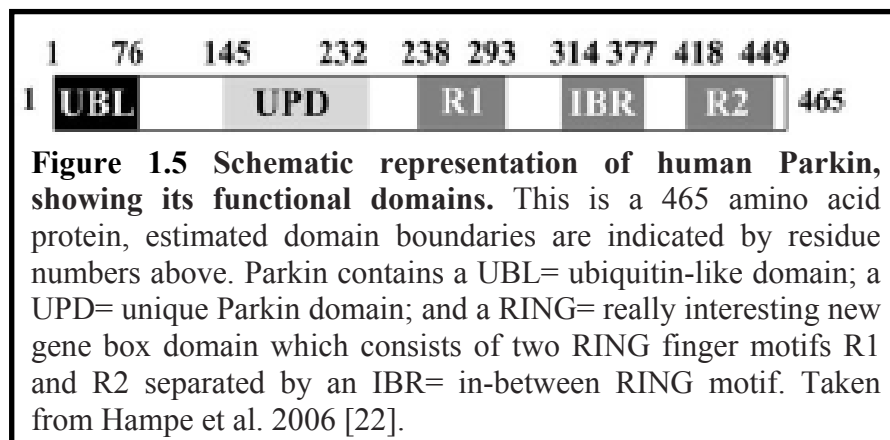 1 76 145 232 238 293 314 377 418 449
1 UBL UPD R1 IBR R2 465
Figure 1.5 Schematic representation of human Parkin,
showing its functional domains. This is a 465 amino acid
protein, estimated domain boundaries are indicated by residue
numbers above. Parkin contains a UBL= ubiquitin-like domain; a
UPD= unique Parkin domain; and a RING= really interesting new
gene box domain which consists of two RING finger motifs R1
and R2 separated by an IBR= in-between RING motif. Taken
from Hampe et al. 2006 [22].